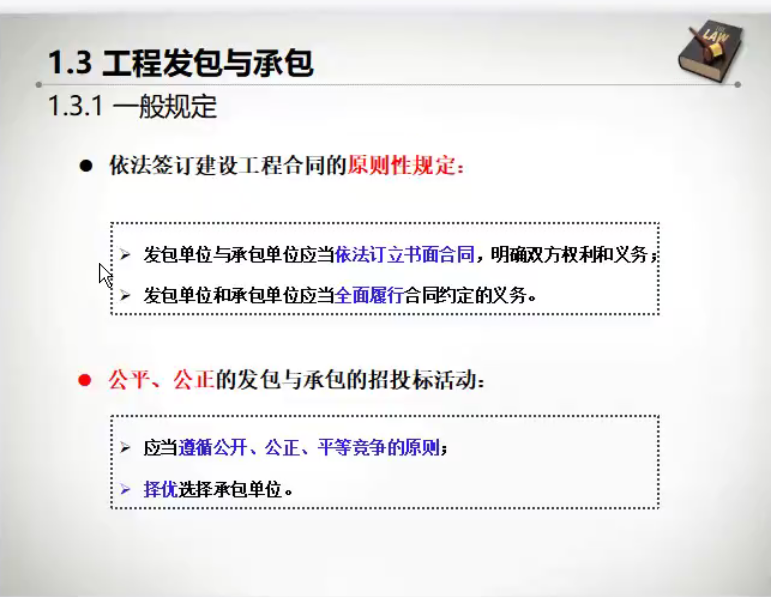 LAW
1.3 工程发包与承包
1.3.1 一般规定
依法签订建设工程合同的原则性规定：
发包单位与承包单位应当依法订立书面合同，明确双方权利和义务；
发包单位和承包单位应当全面履行合同约定的义务。
公平、公正的发包与承包的招投标活动：
应当遵循公开、公正、平等竞争的原则；
择优选择承包单位。